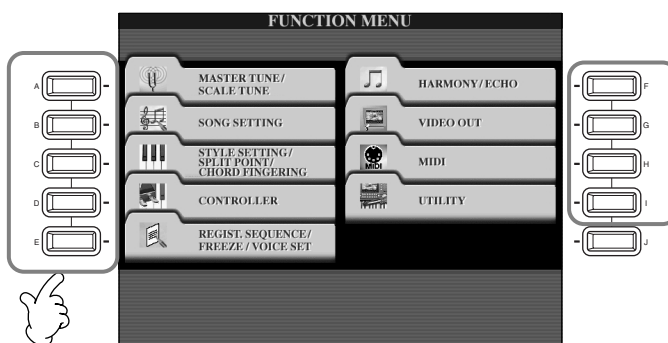 FUNCTION MENU
A
MASTER TUNE /
SCALE TUNE
B
SONG SETTING
C
STYLE SETTING /
SPLIT POINT /
CHORD FINGERING
D
CONTROLLER
E
REGIST. SEQUENCE /
FREEZE / VOICE SET
HARMONY / ECHO
F
VIDEO OUT
G
MIDI
MIDI
H
UTILITY
I
J